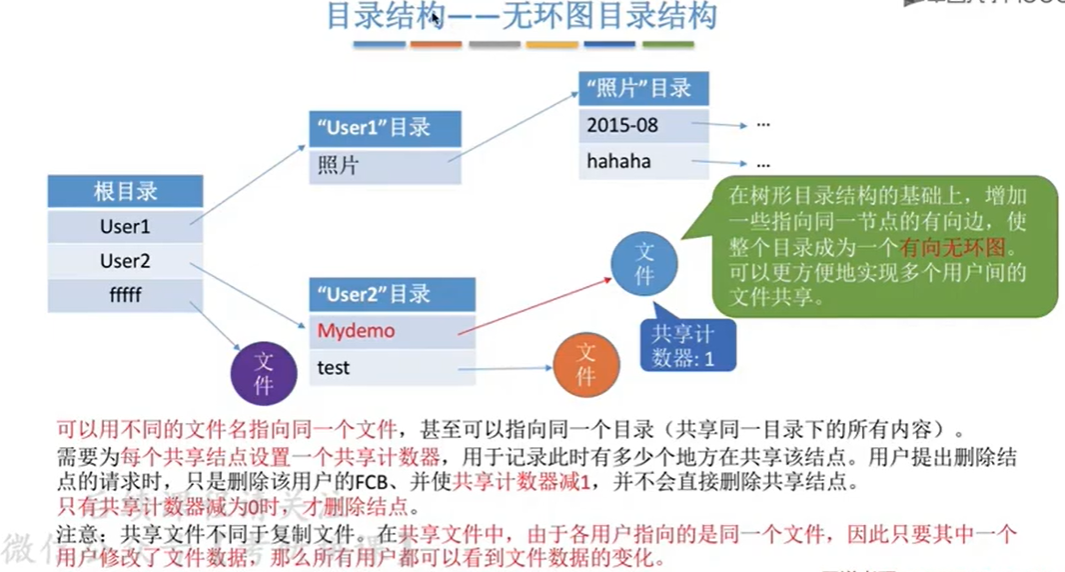 目录结构——无环图目录结构
“照片”目录
2015-08
...
hahaha
...
“User1”目录
照片
根目录
User1
User2
fffff
“User2”目录
Mydemo
test
文
件
文
件
文
件
共享计
数器: 1
在树形目录结构的基础上，增加
一些指向同一节点的有向边，使
整个目录成为一个有向无环图。
可以更方便地实现多个用户间的
文件共享。
可以用不同的文件名指向同一个文件，甚至可以指向同一个目录（共享同一目录下的所有内容）。
需要为每个共享结点设置一个共享计数器，用于记录此时有多少个地方在共享该结点。用户提出删除结
点的请求时，只是删除该用户的FCB、并使共享计数器减1，并不会直接删除共享结点。
只有共享计数器减为0时，才删除结点。
注意：共享文件不同于复制文件。在共享文件中，由于各用户指向的是同一个文件，因此只要其中一个
用户修改了文件数据，那么所有用户都可以看到文件数据的变化。